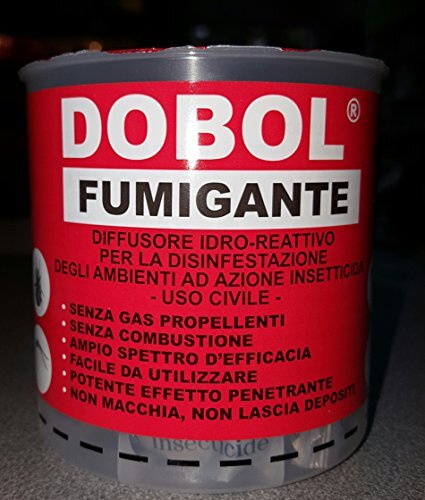 DOBOL®
FUMIGANTE
DIFFUSORE IDRO-REATTIVO
PER LA DISINFESTAZIONE
DEGLI AMBIENTI AD AZIONE INSETTICIDA
- USO CIVILE -
• SENZA GAS PROPELLENTI
• SENZA COMBUSTIONE
• AMPIO SPETTRO D'EFFICACIA
• FACILE DA UTILIZZARE
• POTENTE EFFETTO PENETRANTE
• NON MACCHIA, NON LASCIA DEPOSITI
insecticide